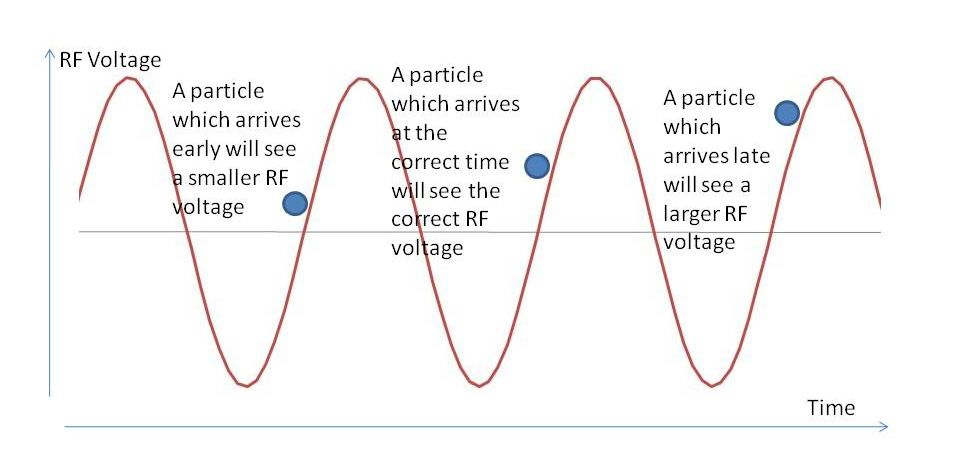 RF Voltage
A particle
which arrives
early will see
a smaller RF
voltage
A particle
which arrives
at the
correct time
will see the
correct RF
voltage
A particle
which
arrives late
will see a
larger RF
voltage
Time